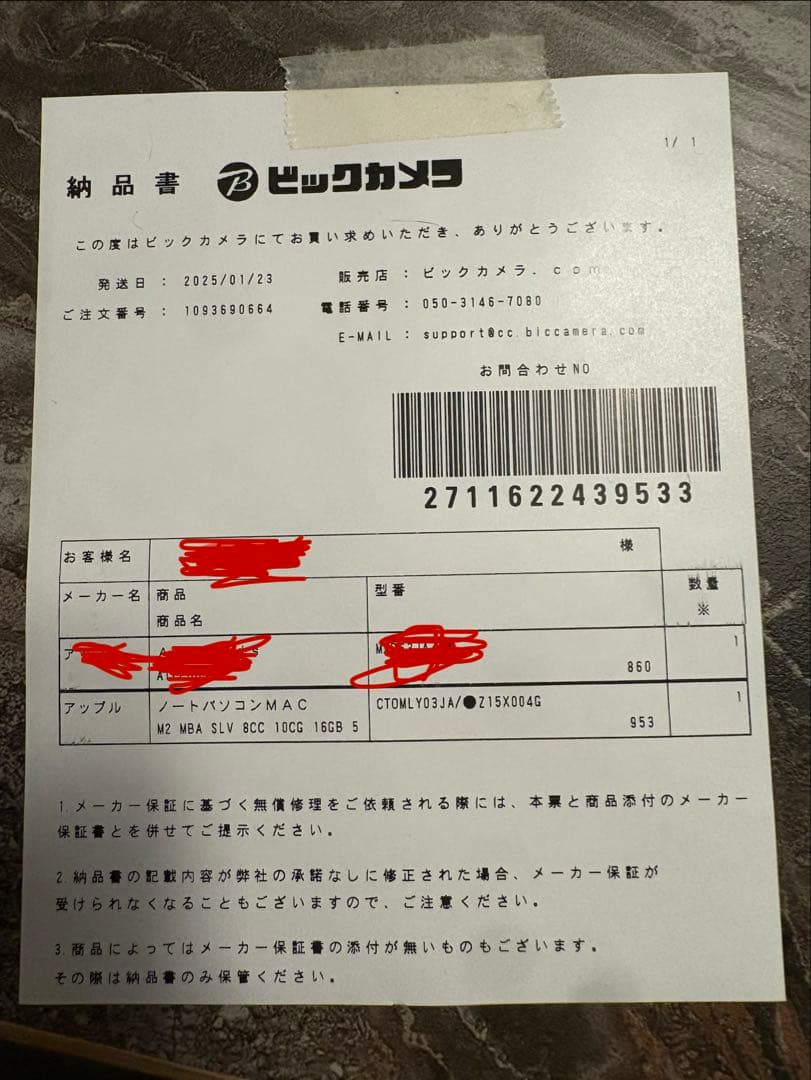 1/ 1
納品書 B ビックカメラ
この度はビックカメラにてお買い求めいただき、ありがとうございます。
発送日 : 2025/01/23
販売店 : ビックカメラ.com
ご注文番号 : 1093690664
電話番号 : 050-3146-7080
E-MAIL : support@cc.biccamera.com
お問合わせNO
2711622439533
お客様名 様
メーカー名 商品 型番 数量
商品名 ※
ア 1
860
アップル ノートパソコンMAC CTOMLY03JA/●Z15X004G 1
M2 MBA SLV 8CC 10CG 16GB 5 953
1.メーカー保証に基づく無償修理をご依頼される際には、本票と商品添付のメーカー
保証書とを併せてご提示ください。
2.納品書の記載内容が弊社の承諾なしに修正された場合、メーカー保証が
受けられなくなることもございますので、ご注意ください。
3.商品によってはメーカー保証書の添付が無いものもございます。
その際は納品書のみ保管ください。